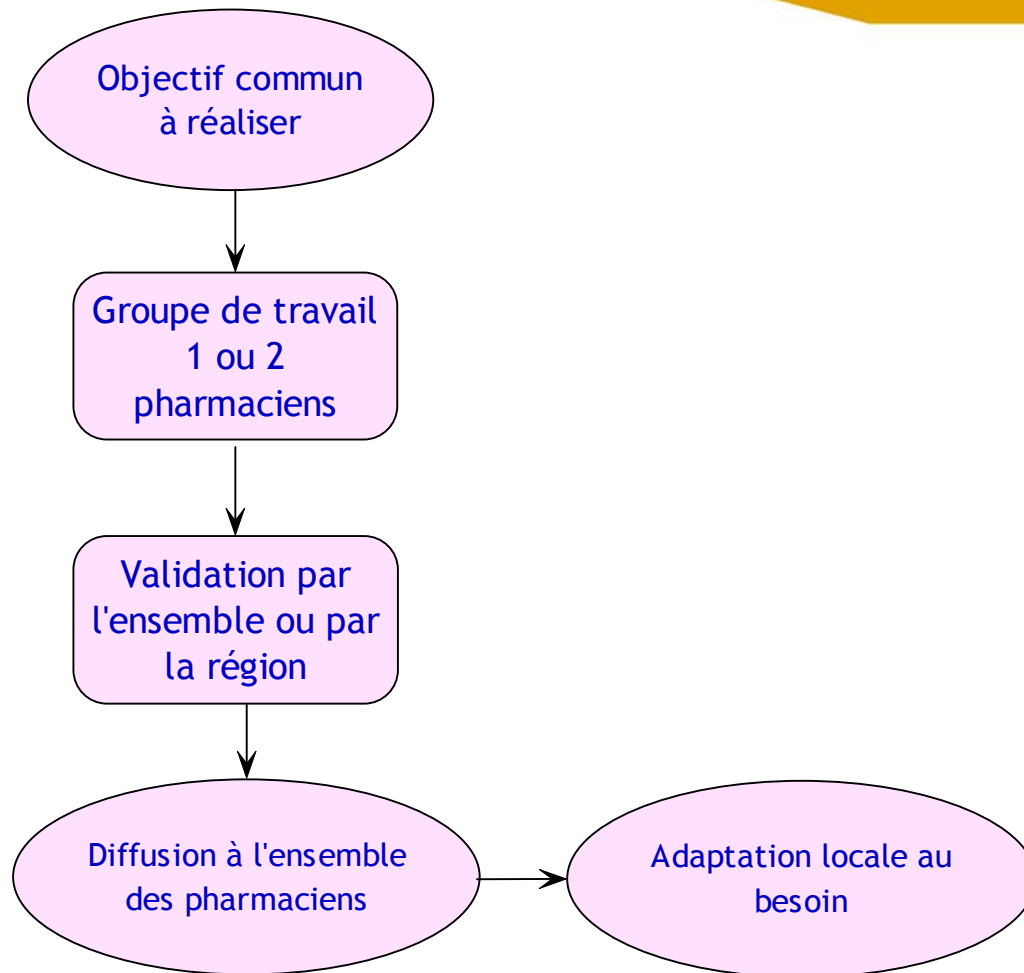 Objectif commun
à réaliser
Groupe de travail
1 ou 2
pharmaciens
Validation par
l'ensemble ou par
la région
Diffusion à l'ensemble
des pharmaciens
Adaptation locale au
besoin